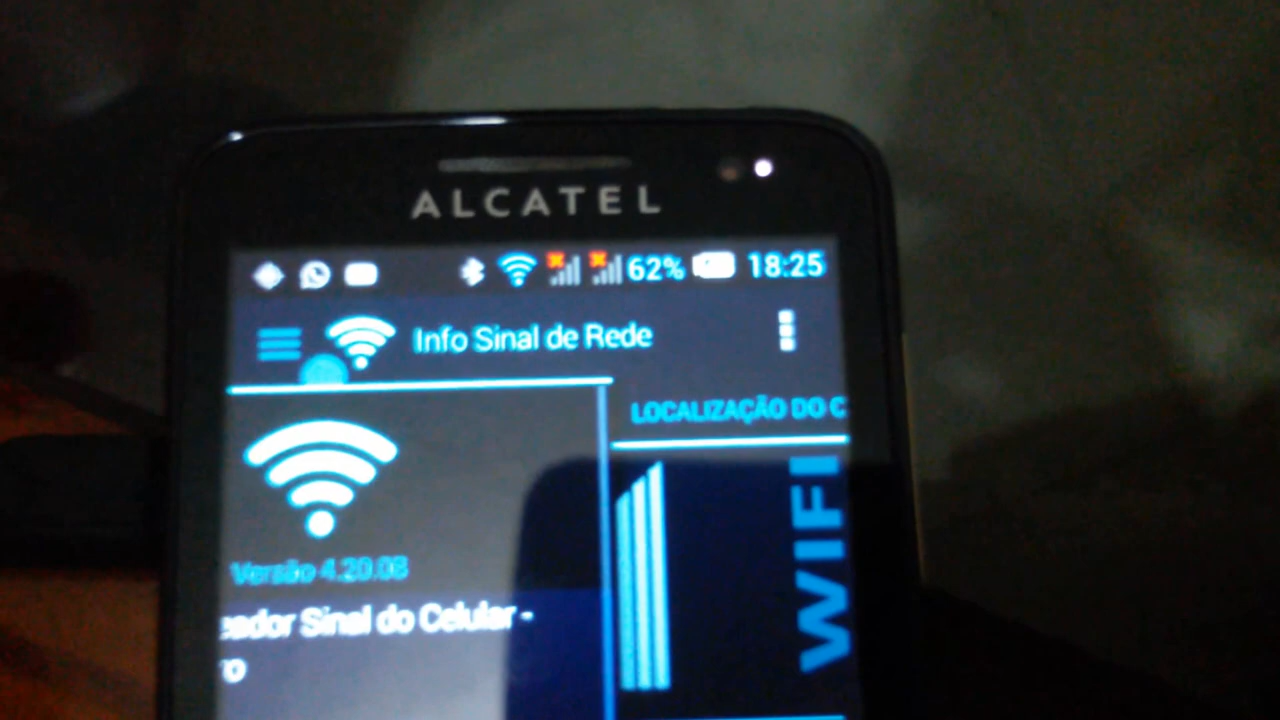 ALCATEL
62% 18:25
Info Sinal de Rede
LOCALIZAÇÃO DO
WIFI
Versão 4.20.08
Sinal do Celular -